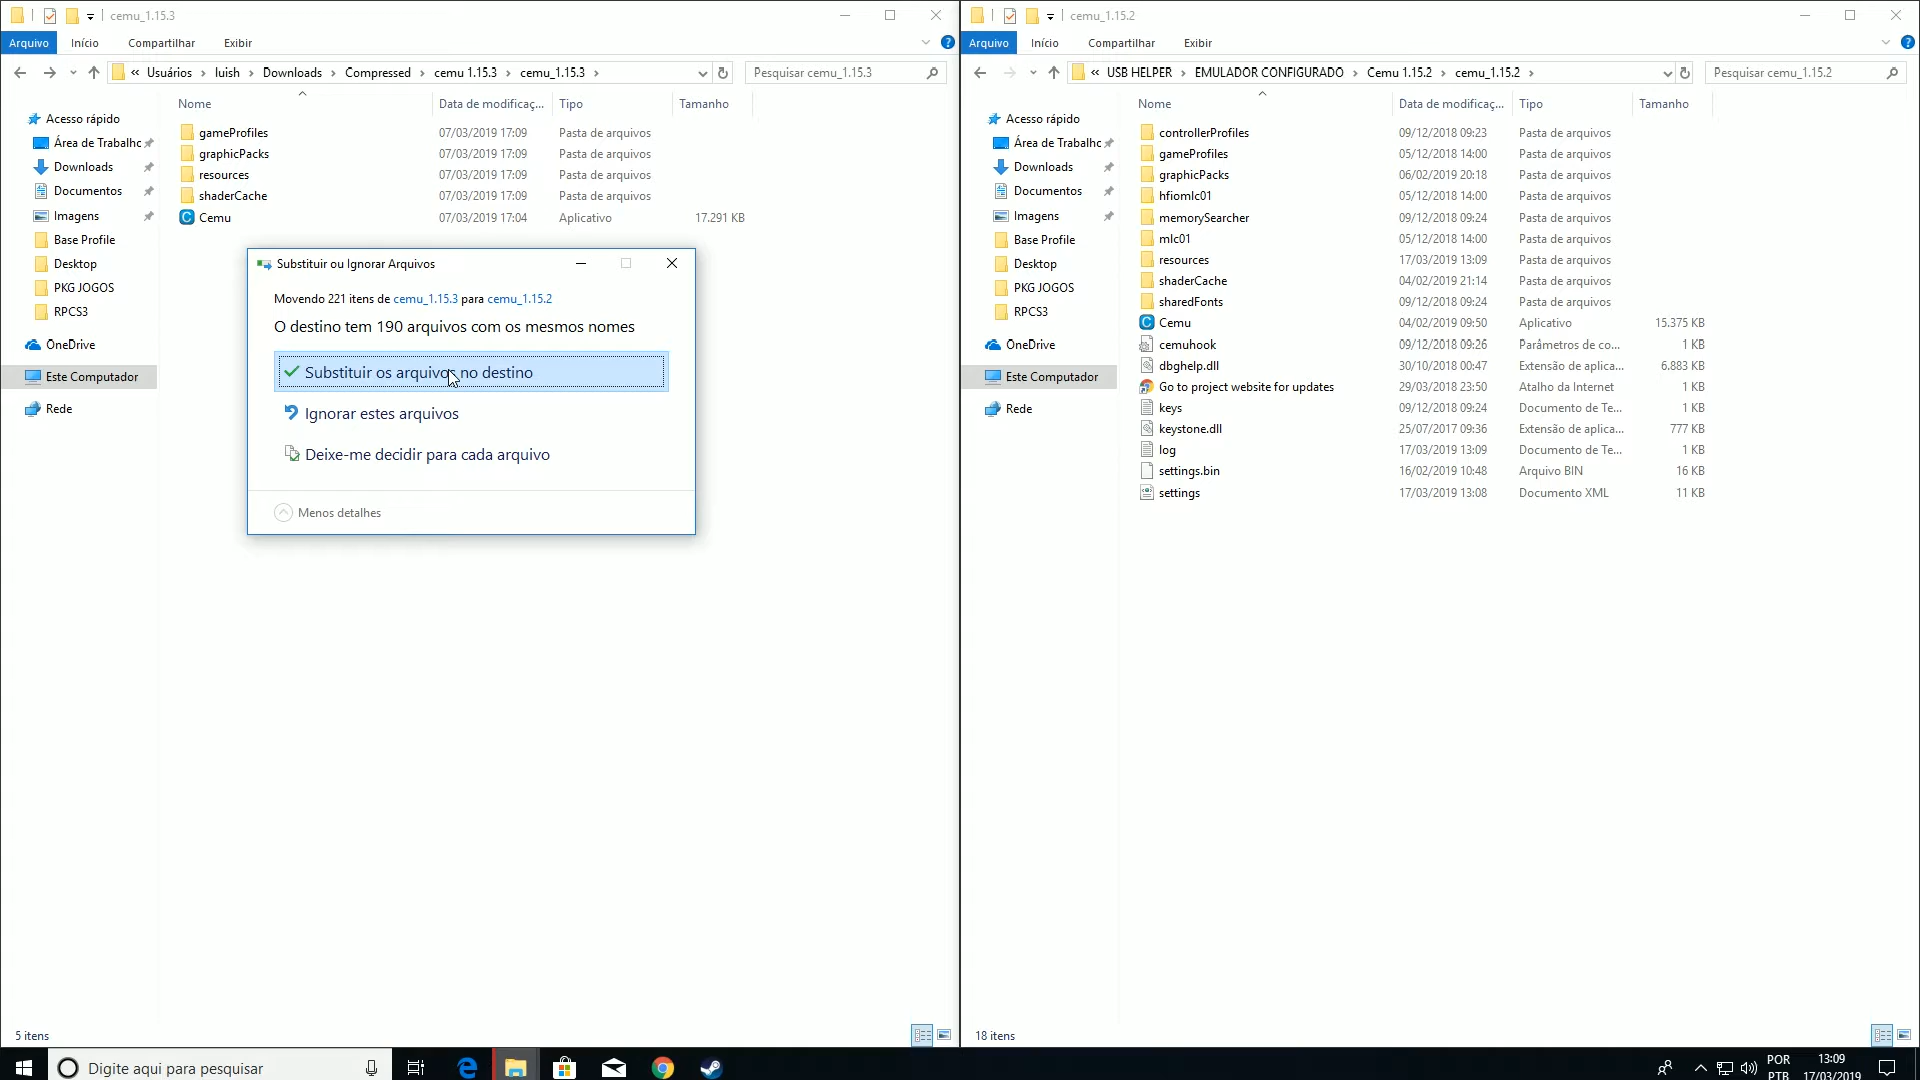 cemu_1.15.3
Arquivo Início Compartilhar Exibir
« Usuários › luish › Downloads › Compressed › cemu 1.15.3 › cemu_1.15.3 ›
Pesquisar cemu_1.15.3
Nome Data de modificaç... Tipo Tamanho
Acesso rápido
Área de Trabalhc
Downloads
Documentos
Imagens
Base Profile
Desktop
PKG JOGOS
RPCS3
OneDrive
Este Computador
Rede
gameProfiles 07/03/2019 17:09 Pasta de arquivos
graphicPacks 07/03/2019 17:09 Pasta de arquivos
resources 07/03/2019 17:09 Pasta de arquivos
shaderCache 07/03/2019 17:09 Pasta de arquivos
Cemu 07/03/2019 17:04 Aplicativo 17.291 KB
Substituir ou Ignorar Arquivos
Movendo 221 itens de cemu_1.15.3 para cemu_1.15.2
O destino tem 190 arquivos com os mesmos nomes
Substituir os arquivos no destino
Ignorar estes arquivos
Deixe-me decidir para cada arquivo
Menos detalhes
5 itens
cemu_1.15.2
Arquivo Início Compartilhar Exibir
« USB HELPER › EMULADOR CONFIGURADO › Cemu 1.15.2 › cemu_1.15.2 ›
Pesquisar cemu_1.15.2
Nome Data de modificaç... Tipo Tamanho
Acesso rápido
Área de Trabalhc
Downloads
Documentos
Imagens
Base Profile
Desktop
PKG JOGOS
RPCS3
OneDrive
Este Computador
Rede
controllerProfiles 09/12/2018 09:23 Pasta de arquivos
gameProfiles 05/12/2018 14:00 Pasta de arquivos
graphicPacks 06/02/2019 20:18 Pasta de arquivos
hfiomlc01 05/12/2018 14:00 Pasta de arquivos
memorySearcher 09/12/2018 09:24 Pasta de arquivos
mlc01 05/12/2018 14:00 Pasta de arquivos
resources 17/03/2019 13:09 Pasta de arquivos
shaderCache 04/02/2019 21:14 Pasta de arquivos
sharedFonts 09/12/2018 09:24 Pasta de arquivos
Cemu 04/02/2019 09:50 Aplicativo 15.375 KB
cemuhook 09/12/2018 09:26 Parâmetros de co... 1 KB
dbghelp.dll 30/10/2018 00:47 Extensão de aplica... 6.883 KB
Go to project website for updates 29/03/2018 23:50 Atalho da Internet 1 KB
keys 09/12/2018 09:24 Documento de Te... 1 KB
keystone.dll 25/07/2017 09:36 Extensão de aplica... 777 KB
log 17/03/2019 13:09 Documento de Te... 1 KB
settings.bin 16/02/2019 10:48 Arquivo BIN 16 KB
settings 17/03/2019 13:08 Documento XML 11 KB
18 itens
Digite aqui para pesquisar
POR
PTB
13:09
17/03/2019